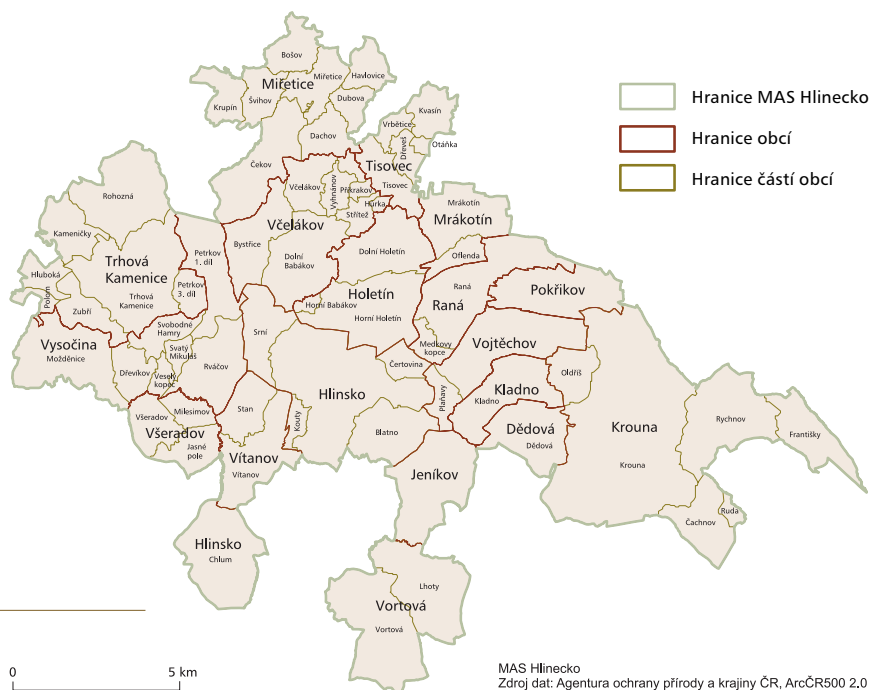 Bošov
Miřetice
Havlovice
Miřetice
Krupín
Švihov
Dubova
Kvasín
Vrbětice
Dachov
Dřeveš
Otáňka
Čekov
Tisovec
Tisovec
Včelákov
Vyhnánov
Příkrakov
Hůrka
Střítež
Mrákotín
Mrákotín
Rohozná
Kameničky
Včelákov
Petrkov
1. díl
Bystřice
Dolní
Babákov
Dolní Holetín
Oflenda
Trhová
Kamenice
Hluboká
Polom
Petrkov
3. díl
Trhová
Kamenice
Zubří
Holetín
Horní Babákov
Horní Holetín
Raná
Raná
Pokřikov
Svobodné
Hamry
Vysočina
Možděnice
Srní
Svatý
Mikuláš
Rváčov
Dřevíkov
Veselý
kopec
Medkovy
kopce
Vojtěchov
Čertovina
Oldříš
Hlinsko
Plaňavy
Kladno
Kladno
Všeradov
Milesimov
Stan
Kouty
Blatno
Dědová
Dědová
Krouna
Krouna
Rychnov
Františky
Všeradov
Jasné
pole
Vítanov
Vítanov
Jeníkov
Ruda
Čachnov
Hlinsko
Chlum
Lhoty
Vortová
Vortová
Hranice MAS Hlinecko
Hranice obcí
Hranice částí obcí
0 5 km
MAS Hlinecko
Zdroj dat: Agentura ochrany přírody a krajiny ČR, ArcČR500 2.0